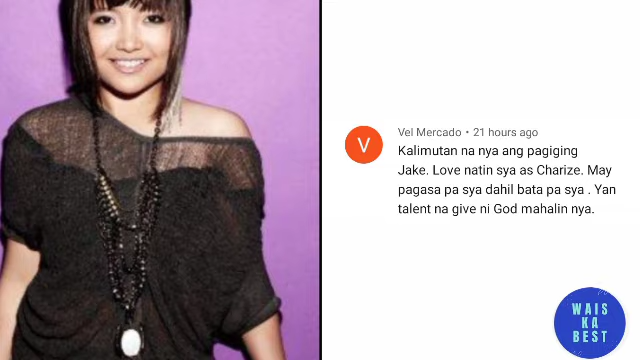 Vel Mercado • 21 hours ago
V
Kalimutan na nya ang pagiging
Jake. Love natin sya as Charize. May
pagasa pa sya dahil bata pa sya . Yan
talent na give ni God mahalin nya.
WAIS
KA
BEST